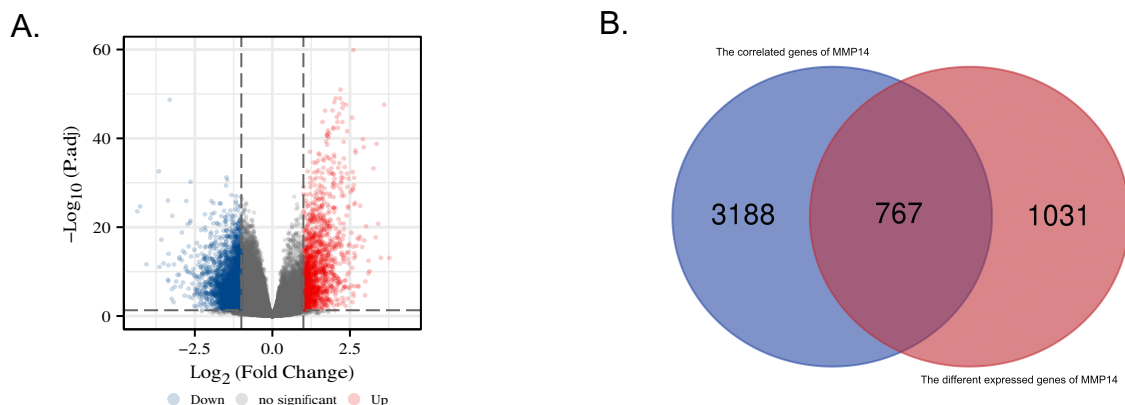 A.
60
40
20
0
−Log10 (P.adj)
−2.5 0.0 2.5
Log2 (Fold Change)
Down no significant Up
B.
The correlated genes of MMP14
3188 767 1031
The different expressed genes of MMP14